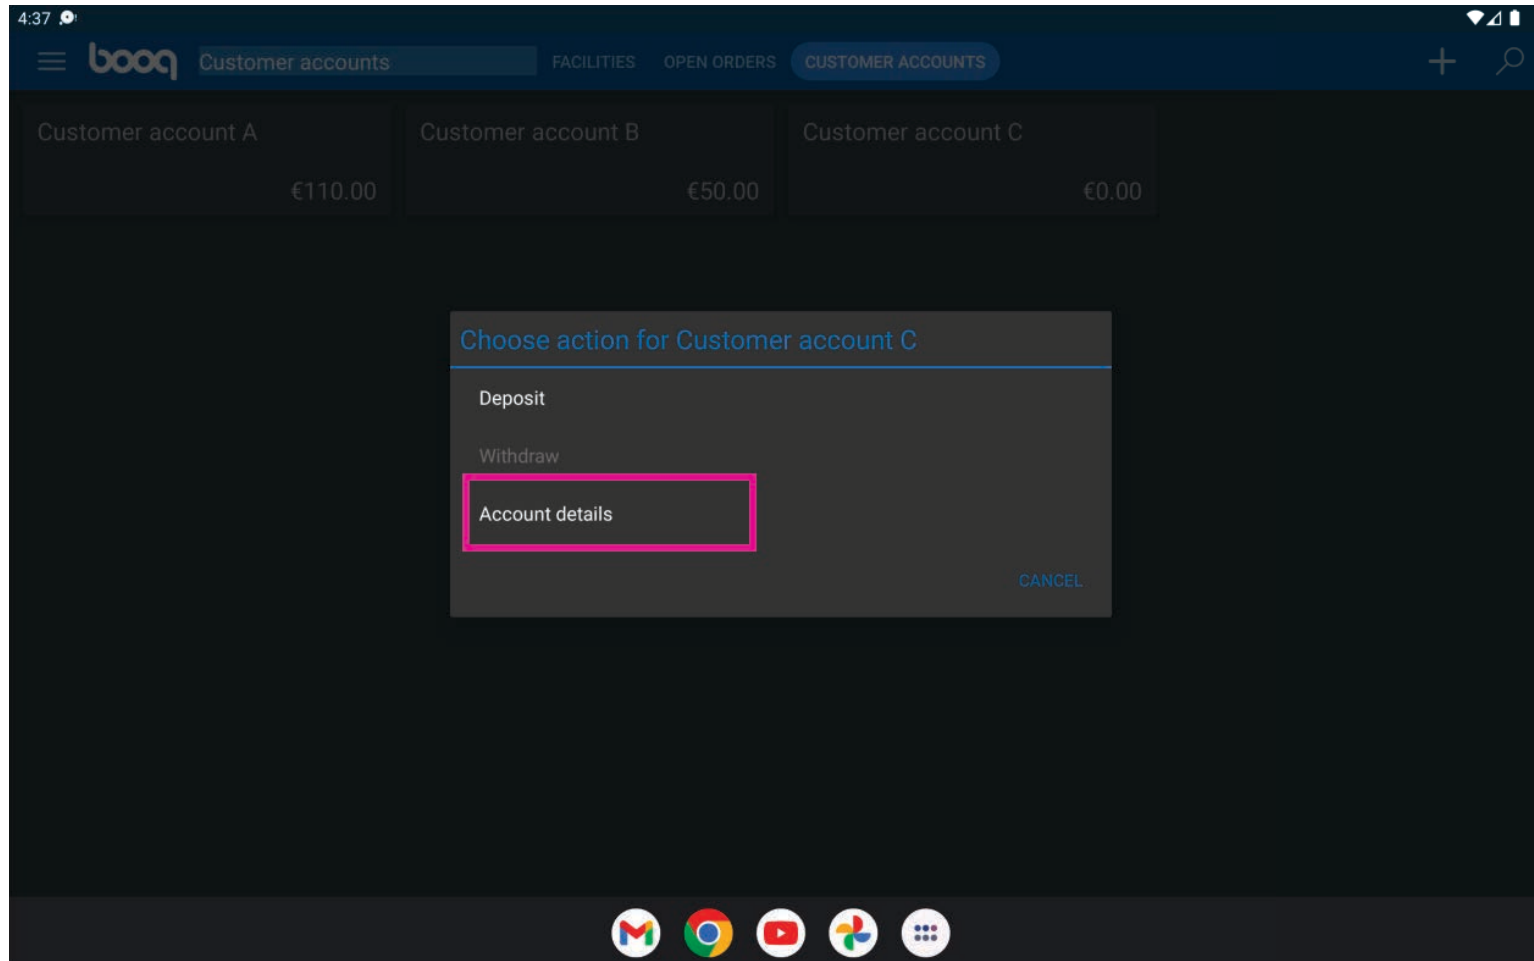 4:37
booq Customer accounts FACILITIES OPEN ORDERS CUSTOMER ACCOUNTS
Customer account A Customer account B Customer account C
€110.00 €50.00 €0.00
Choose action for Customer account C
Deposit
Withdraw
Account details
CANCEL